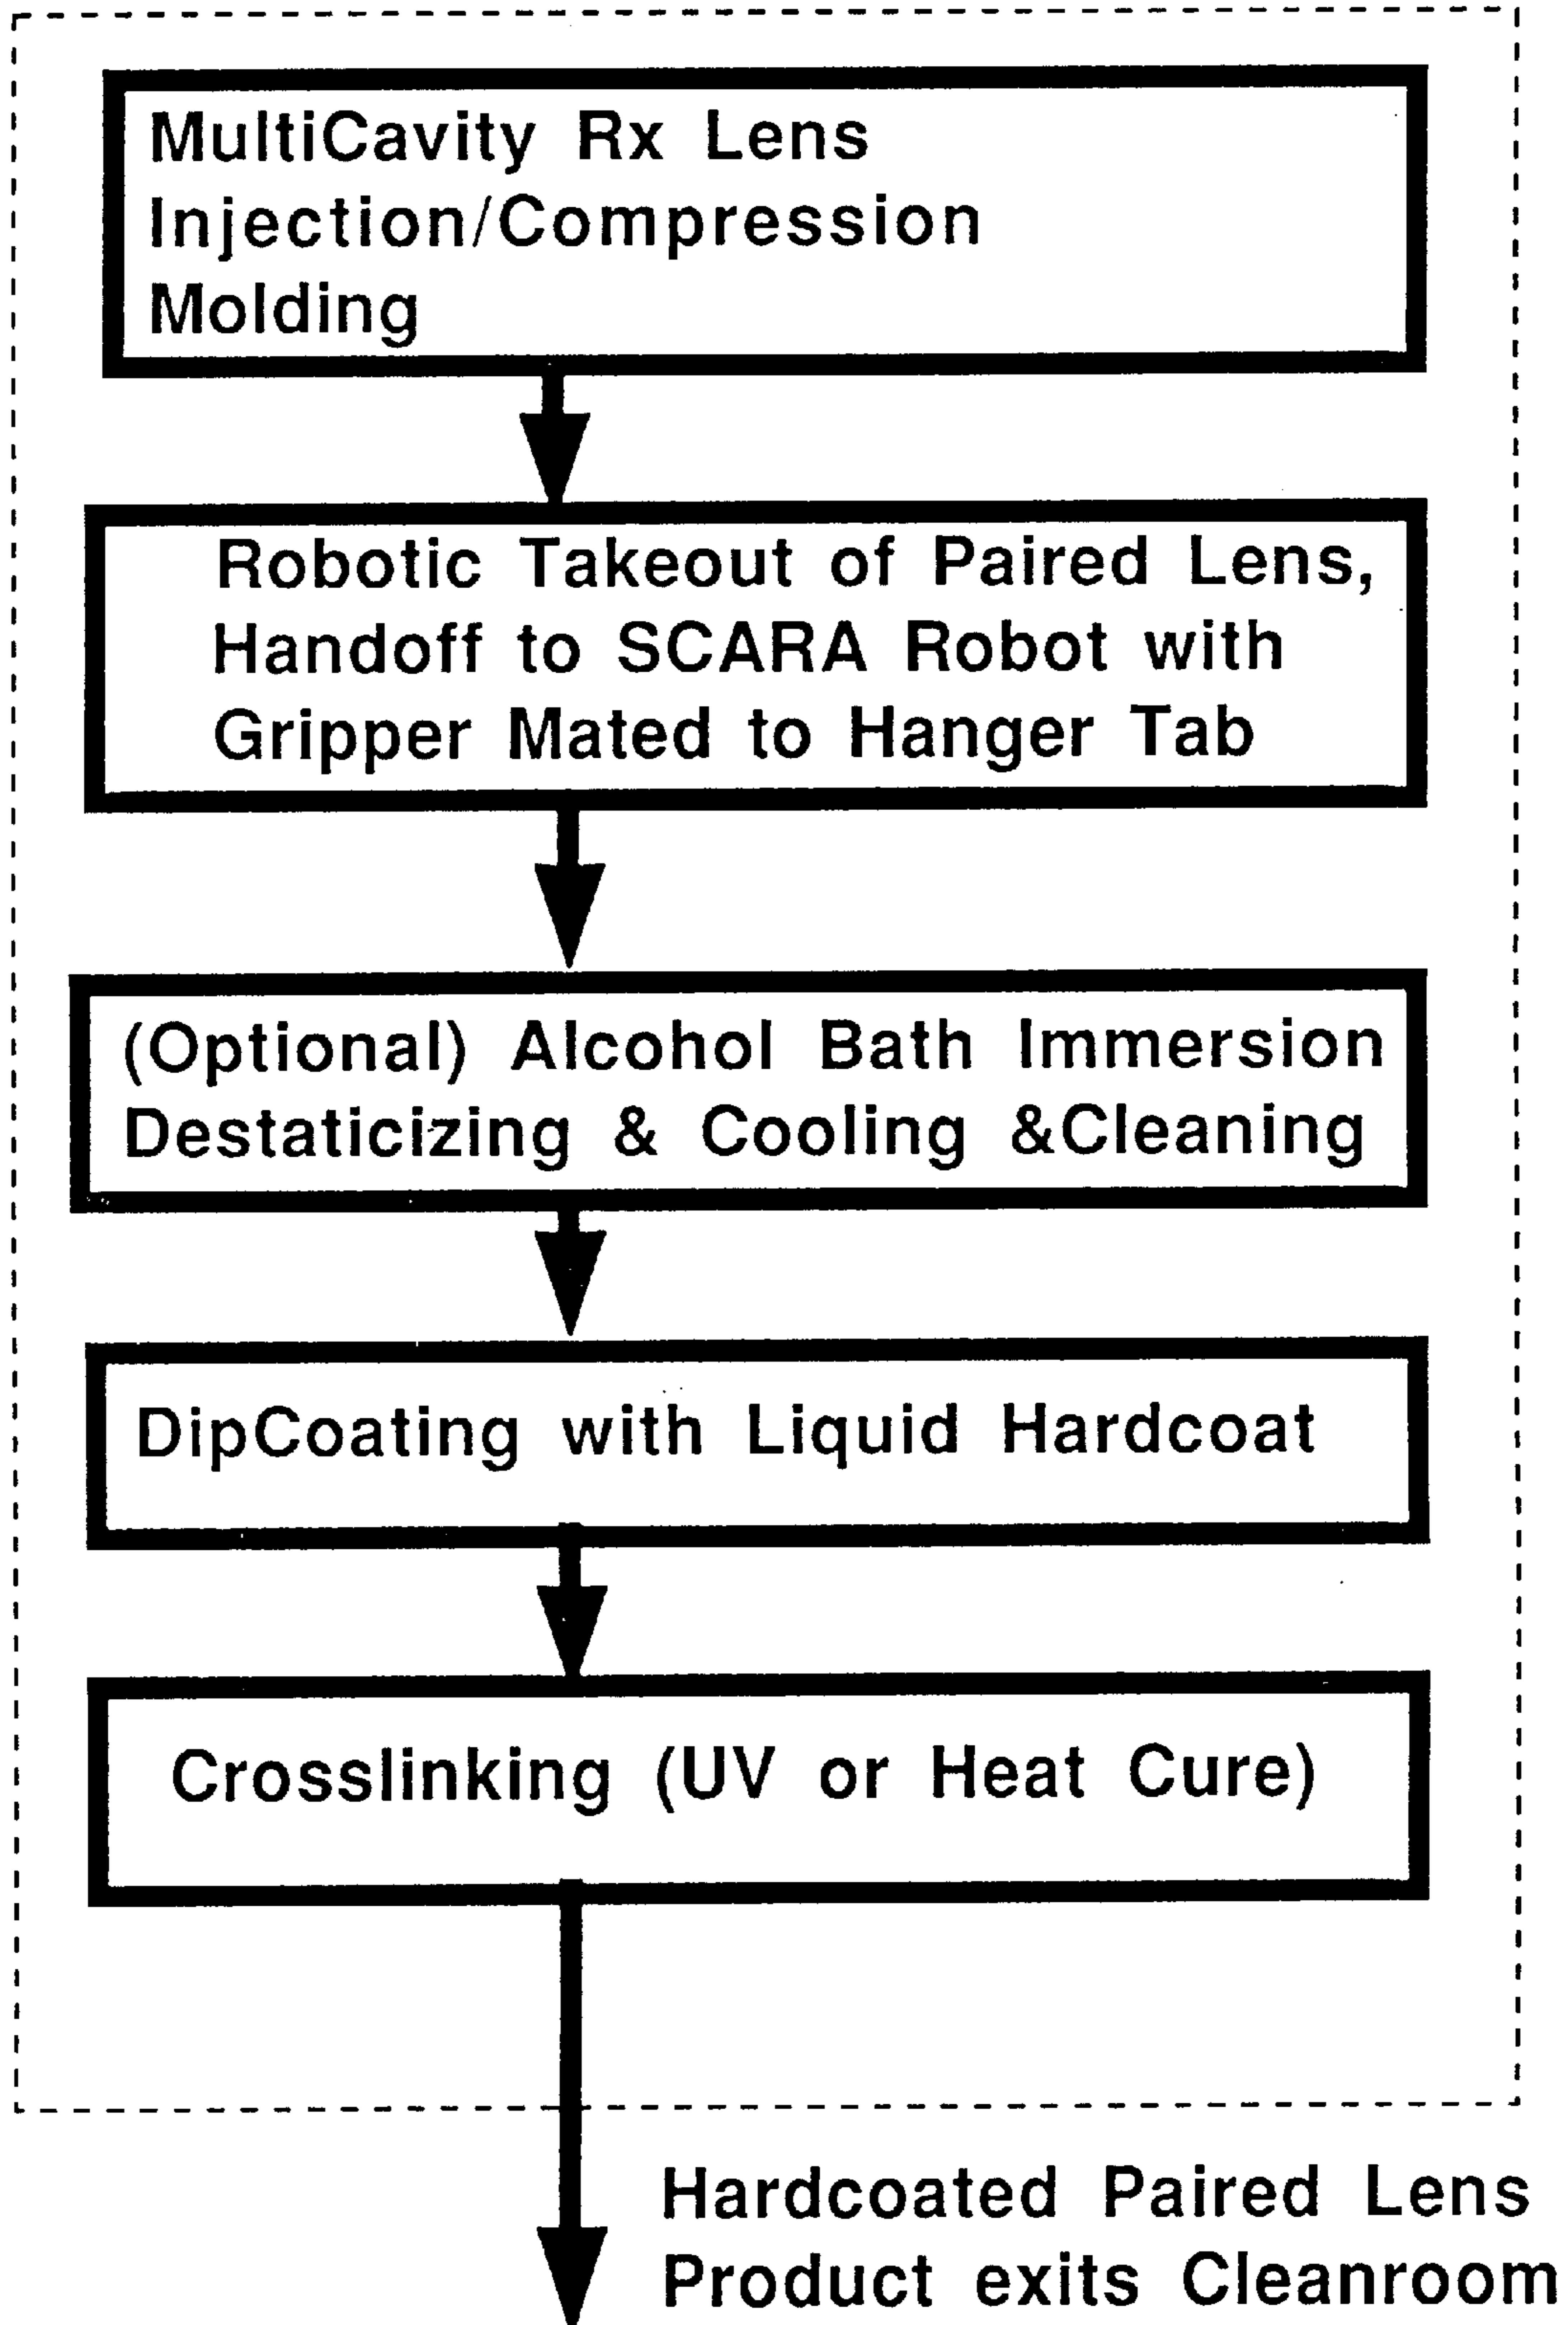 MultiCavity Rx Lens
Injection/Compression
Molding
Robotic Takeout of Paired Lens,
Handoff to SCARA Robot with
Gripper Mated to Hanger Tab
(Optional) Alcohol Bath Immersion
Destaticizing & Cooling &Cleaning
DipCoating with Liquid Hardcoat
Crosslinking (UV or Heat Cure)
Hardcoated Paired Lens
Product exits Cleanroom